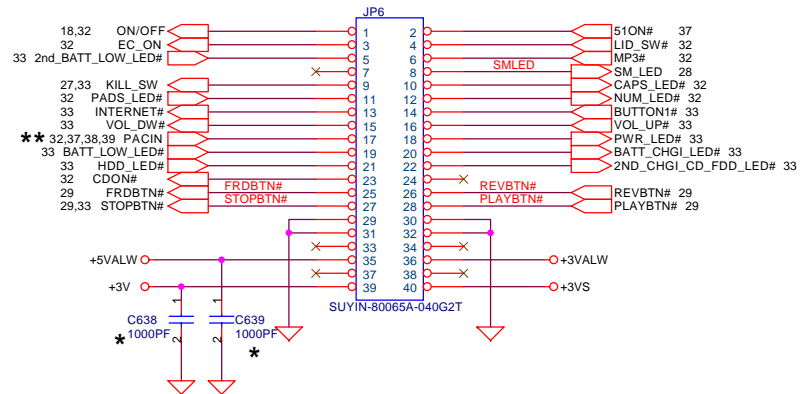 JP6
18,32 ON/OFF 1 2 51ON# 37
32 EC_ON 3 4 LID_SW# 32
33 2nd_BATT_LOW_LED# 5 6 MP3# 32
7 8 SMLED SM_LED 28
27,33 KILL_SW 9 10 CAPS_LED# 32
32 PADS_LED# 11 12 NUM_LED# 32
33 INTERNET# 13 14 BUTTON1# 33
33 VOL_DW# 15 16 VOL_UP# 33
** 32,37,38,39 PACIN 17 18 PWR_LED# 33
33 BATT_LOW_LED# 19 20 BATT_CHGI_LED# 33
33 HDD_LED# 21 22 2ND_CHGI_CD_FDD_LED# 33
32 CDON# 23 24
29 FRDBTN# FRDBTN# 25 26 REVBTN# REVBTN# 29
29,33 STOPBTN# STOPBTN# 27 28 PLAYBTN# PLAYBTN# 29
29 30
31 32
33 34
+5VALW 35 36 +3VALW
37 38
+3V 39 40 +3VS
SUYIN-80065A-040G2T
1 1
C638 C639
1000PF 1000PF
* 2 2 *